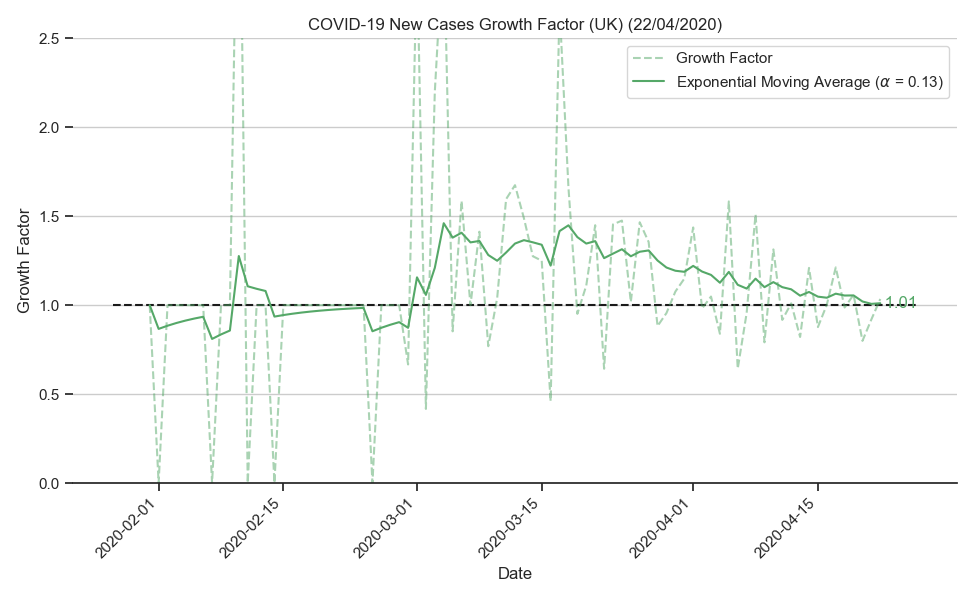 COVID-19 New Cases Growth Factor (UK) (22/04/2020)
Growth Factor
Exponential Moving Average (α = 0.13)
Growth Factor
2.5
2.0
1.5
1.0
0.5
0.0
1.01
2020-02-01
2020-02-15
2020-03-01
2020-03-15
2020-04-01
2020-04-15
Date